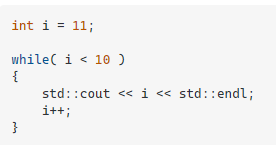 int i = 11;
while( i < 10 )
{
    std::cout << i << std::endl;
    i++;
}